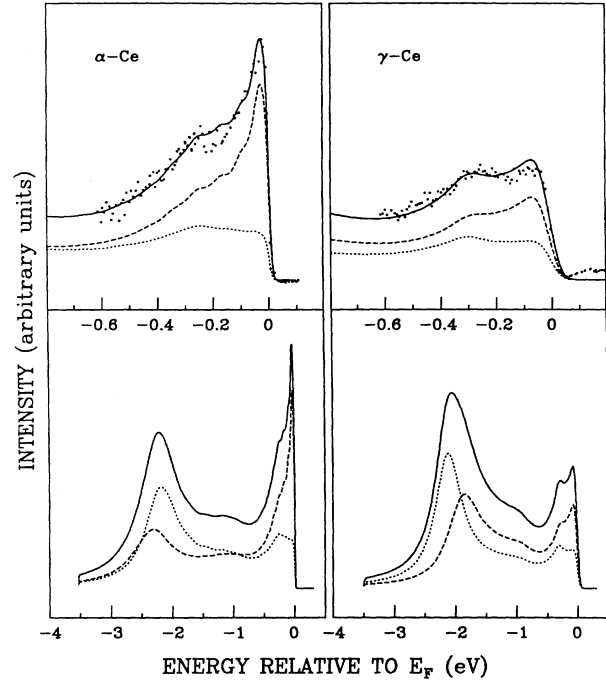 α-Ce
γ-Ce
-0.6 -0.4 -0.2 0
-0.6 -0.4 -0.2 0
INTENSITY (arbitrary units)
-4 -3 -2 -1 0
-4 -3 -2 -1 0
ENERGY RELATIVE TO E_F (eV)